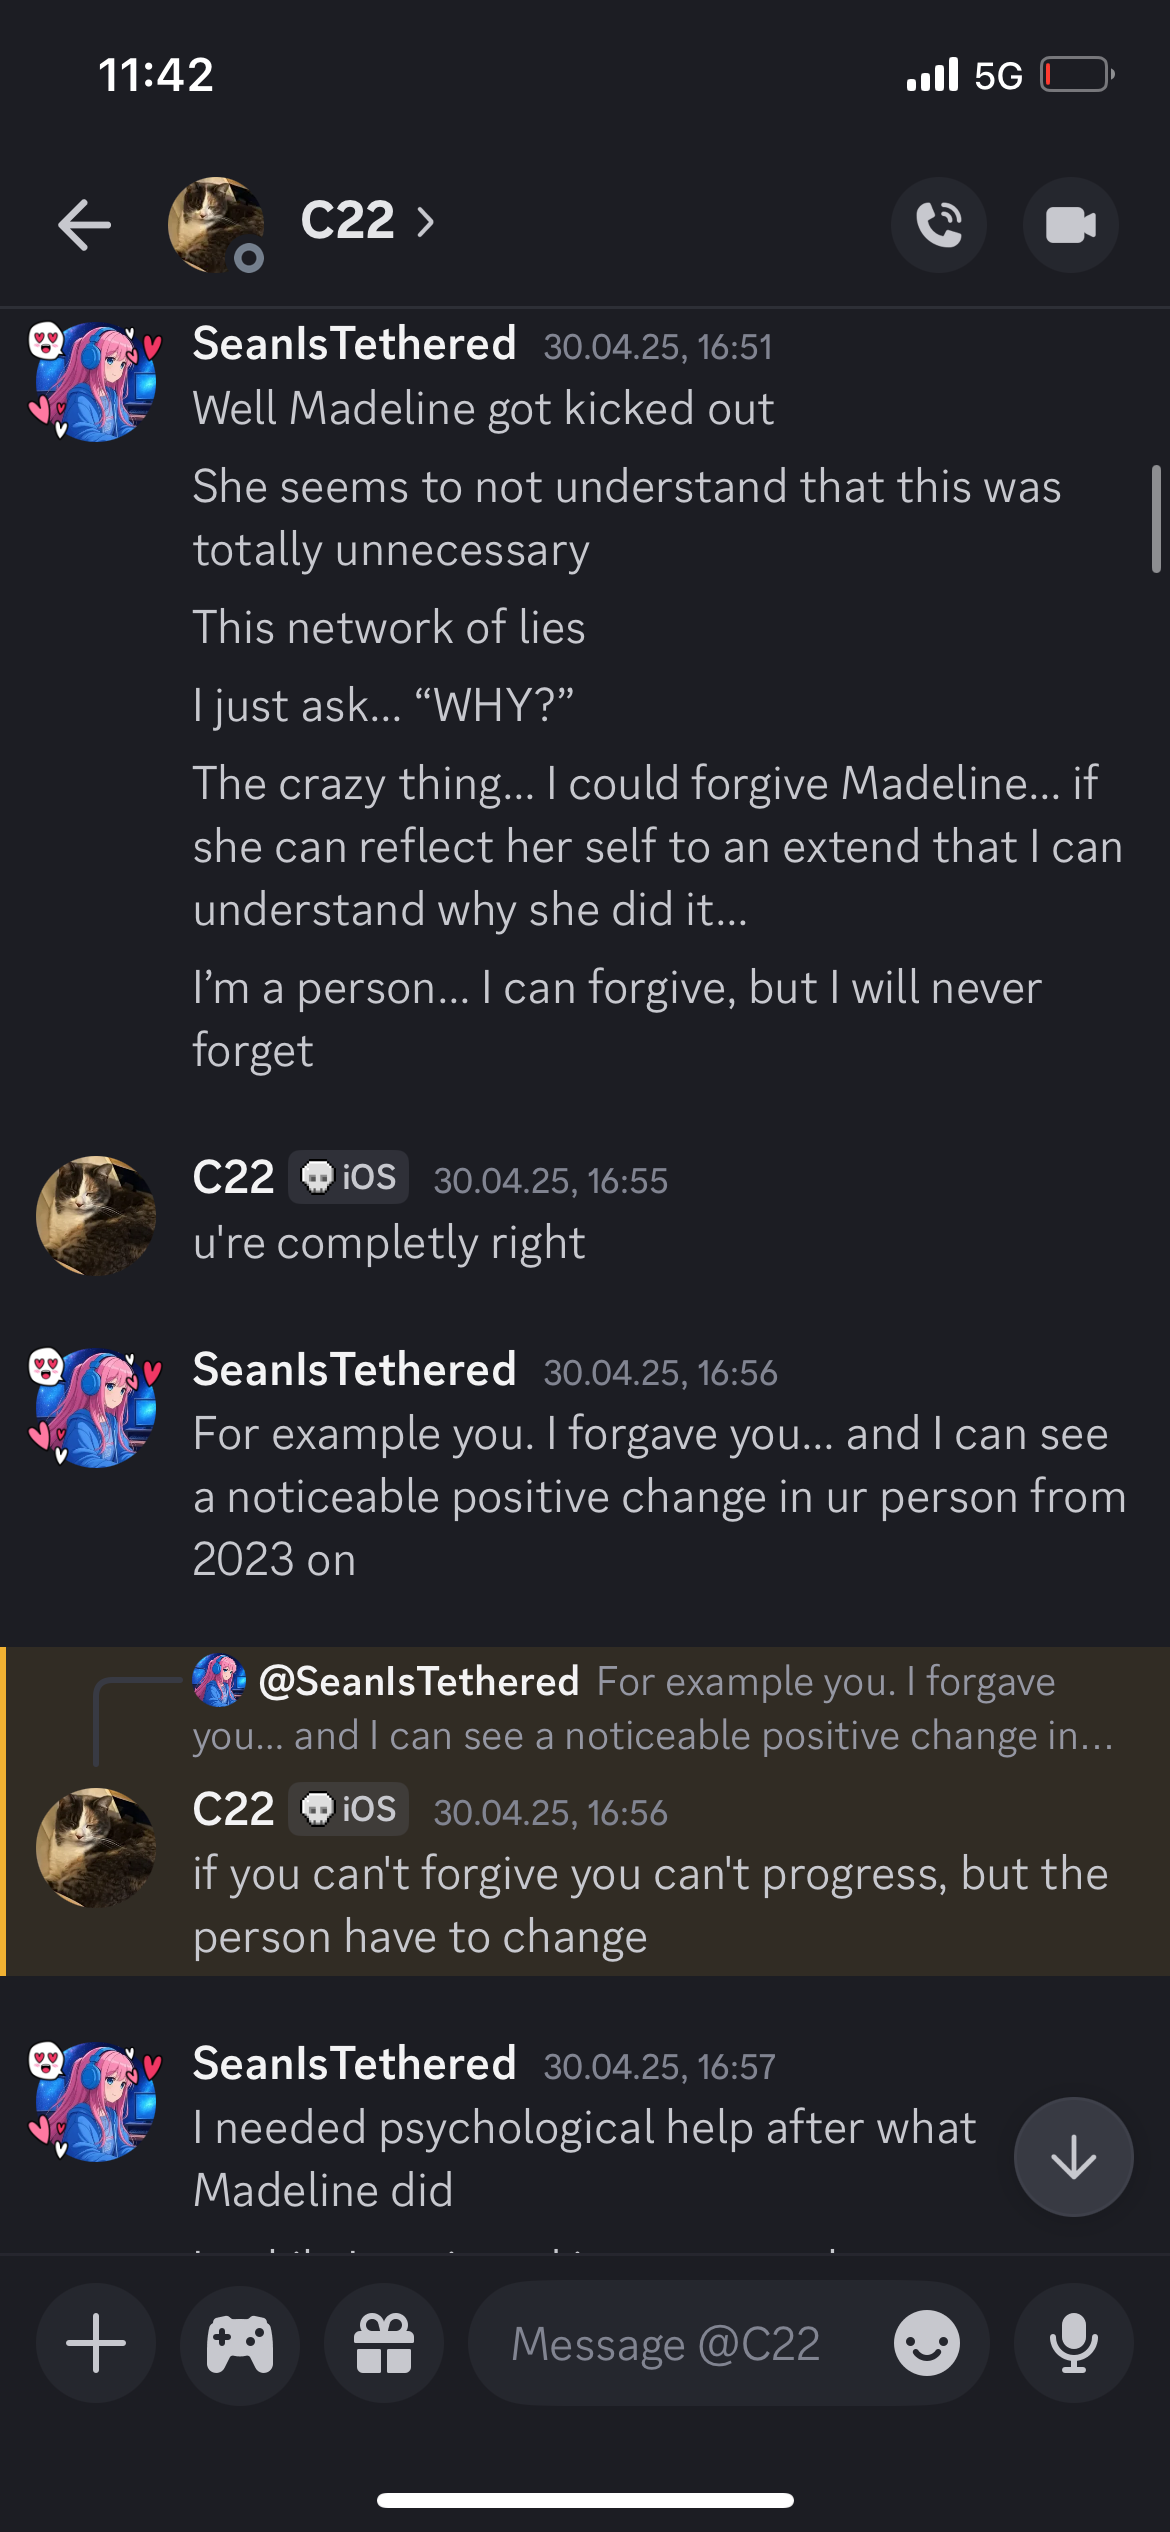 11:42
5G
C22
SeanIsTethered 30.04.25, 16:51
Well Madeline got kicked out
She seems to not understand that this was
totally unnecessary
This network of lies
I just ask... “WHY?”
The crazy thing... I could forgive Madeline... if
she can reflect her self to an extend that I can
understand why she did it...
I’m a person... I can forgive, but I will never
forget
C22 iOS 30.04.25, 16:55
u're completly right
SeanIsTethered 30.04.25, 16:56
For example you. I forgave you... and I can see
a noticeable positive change in ur person from
2023 on
@SeanIsTethered For example you. I forgave
you... and I can see a noticeable positive change in...
C22 iOS 30.04.25, 16:56
if you can't forgive you can't progress, but the
person have to change
SeanIsTethered 30.04.25, 16:57
I needed psychological help after what
Madeline did
Message @C22